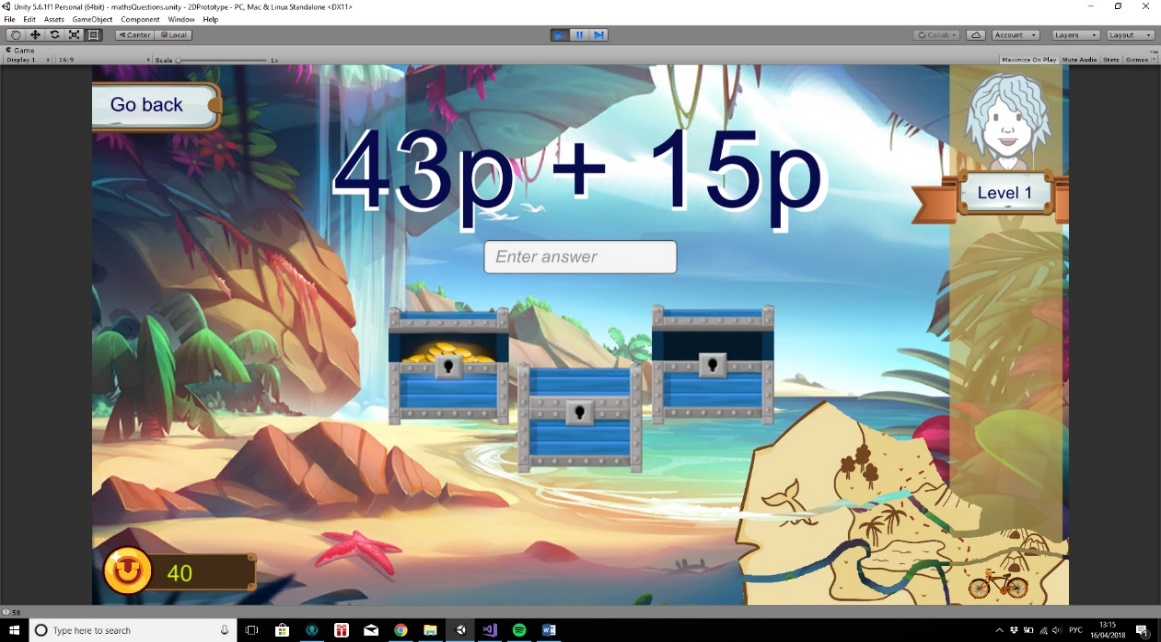 Unity 5.6.1f1 Personal (64bit) - mathsQuestions.unity - 2DPrototype - PC, Mac & Linux Standalone <DX11>
File Edit Assets GameObject Component Window Help
Center Local Collab Account Layers Layout
Game
Display 1 16:9 Scale 1x Maximize On Play Mute Audio Stats Gizmos
Go back
43p + 15p
Level 1
Enter answer
40
58
Type here to search
РУС
13:15
16/04/2018